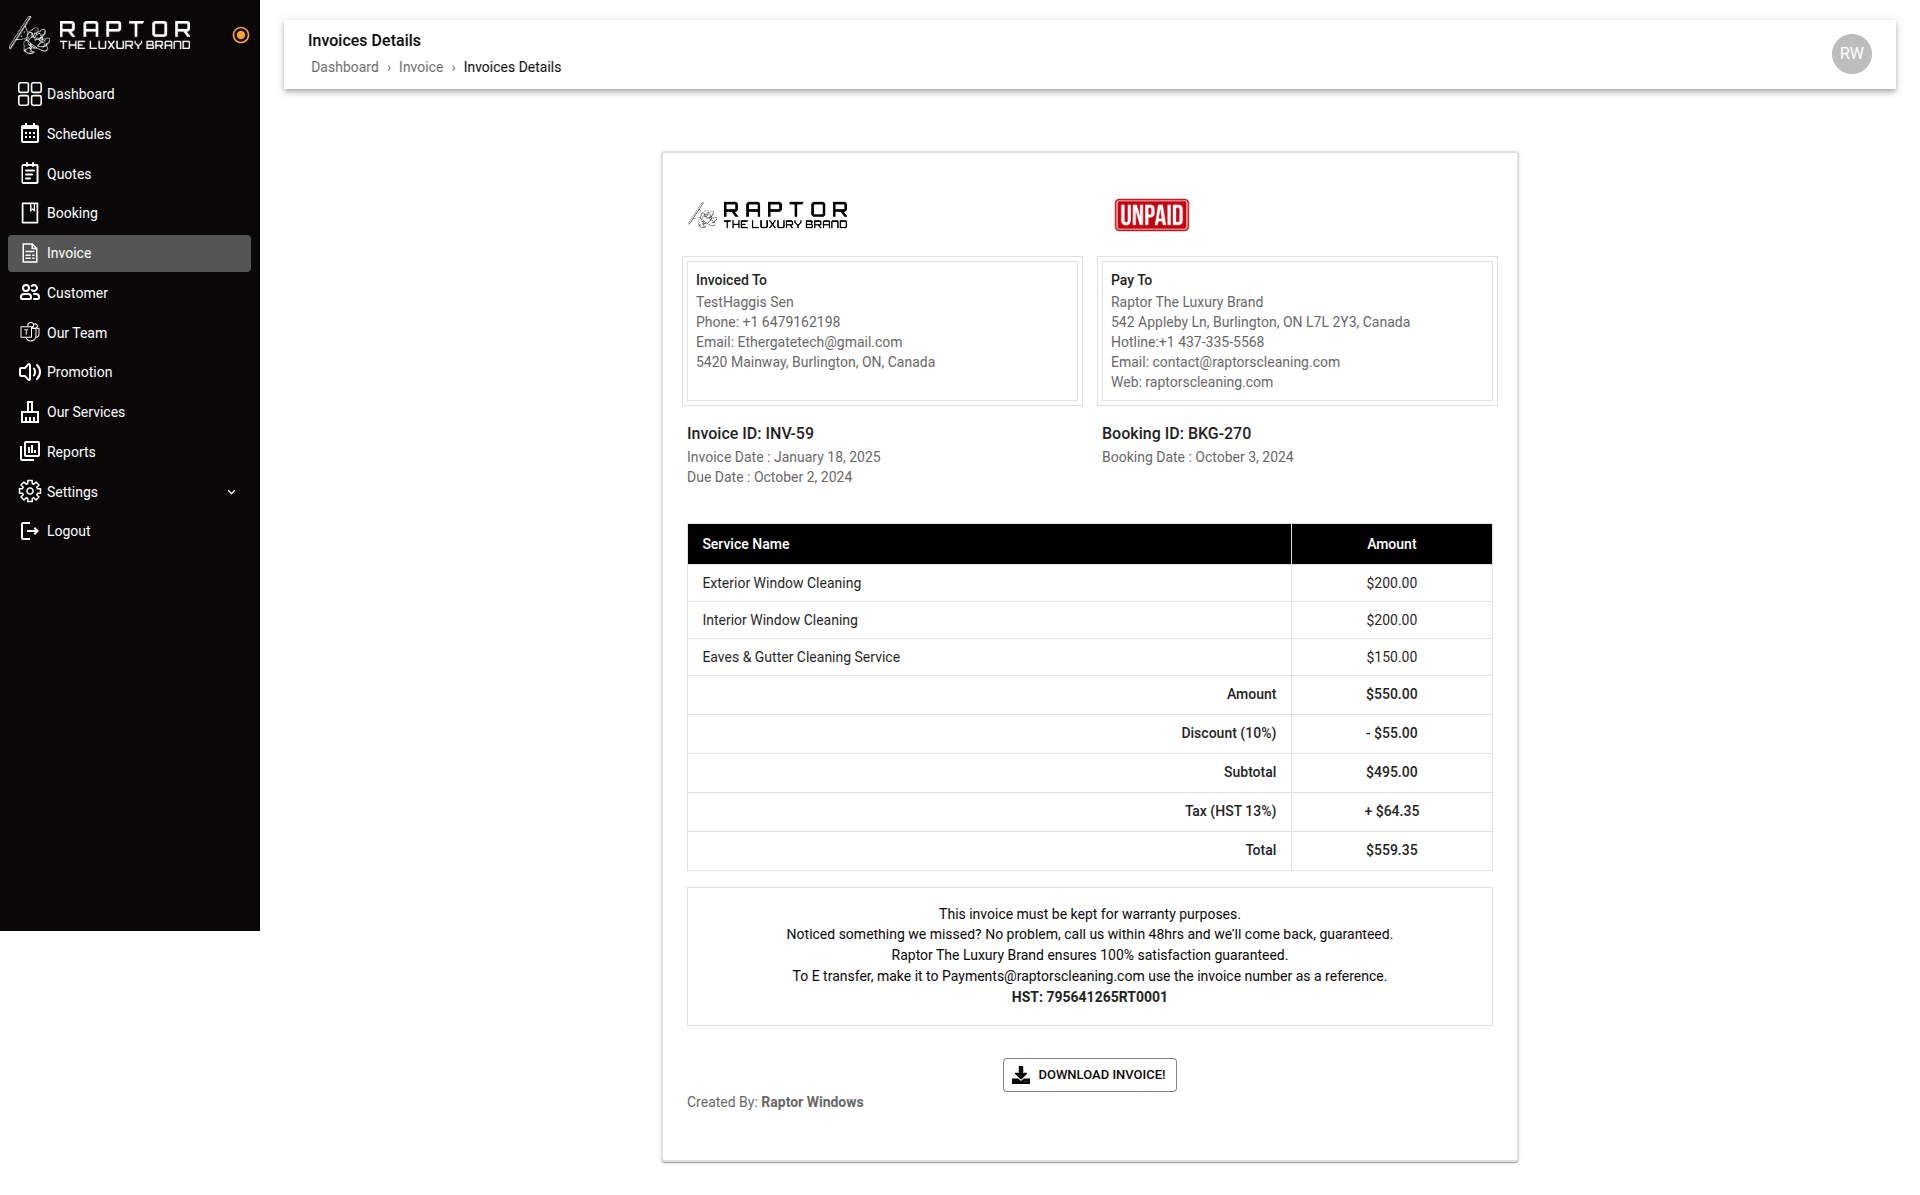 RAPTOR
THE LUXURY BRAND
Dashboard
Schedules
Quotes
Booking
Invoice
Customer
Our Team
Promotion
Our Services
Reports
Settings
Logout
Invoices Details
Dashboard › Invoice › Invoices Details
RW
RAPTOR
THE LUXURY BRAND
UNPAID
Invoiced To
TestHaggis Sen
Phone: +1 6479162198
Email: Ethergatetech@gmail.com
5420 Mainway, Burlington, ON, Canada
Pay To
Raptor The Luxury Brand
542 Appleby Ln, Burlington, ON L7L 2Y3, Canada
Hotline:+1 437-335-5568
Email: contact@raptorscleaning.com
Web: raptorscleaning.com
Invoice ID: INV-59
Invoice Date : January 18, 2025
Due Date : October 2, 2024
Booking ID: BKG-270
Booking Date : October 3, 2024
Service Name Amount
Exterior Window Cleaning $200.00
Interior Window Cleaning $200.00
Eaves & Gutter Cleaning Service $150.00
Amount $550.00
Discount (10%) - $55.00
Subtotal $495.00
Tax (HST 13%) + $64.35
Total $559.35
This invoice must be kept for warranty purposes.
Noticed something we missed? No problem, call us within 48hrs and we'll come back, guaranteed.
Raptor The Luxury Brand ensures 100% satisfaction guaranteed.
To E transfer, make it to Payments@raptorscleaning.com use the invoice number as a reference.
HST: 795641265RT0001
DOWNLOAD INVOICE!
Created By: Raptor Windows